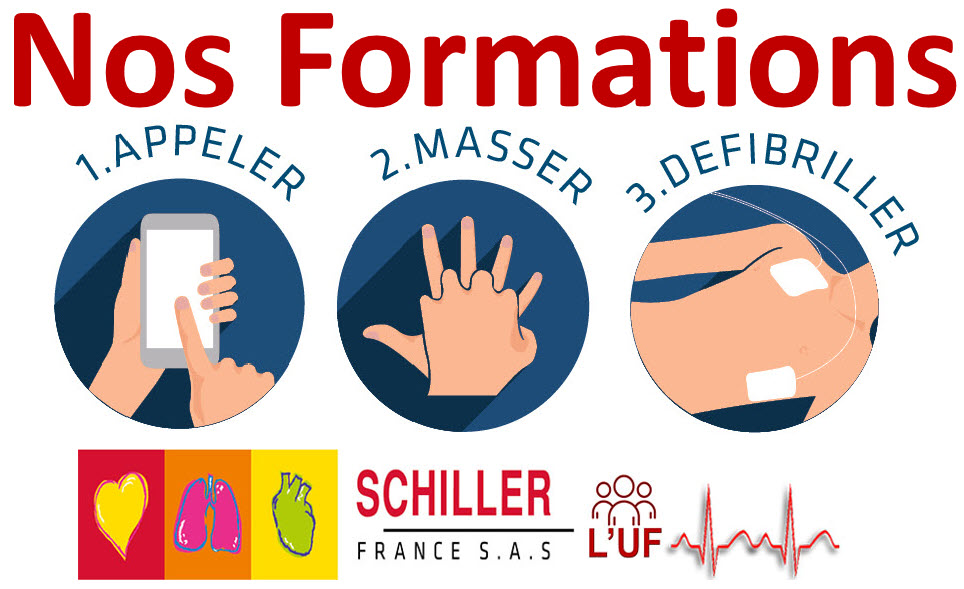 Nos Formations
1.APPELER
2.MASSER
3.DEFIBRILLER
SCHILLER
FRANCE S.A.S
L'UF